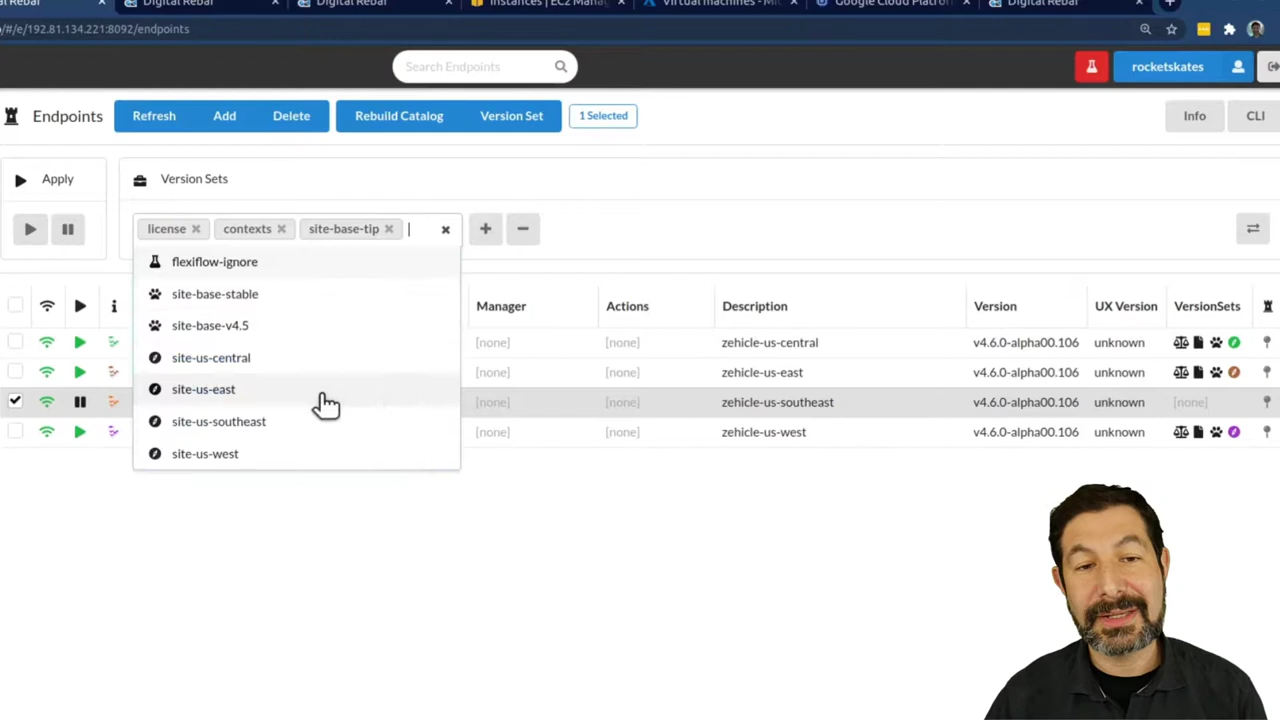 Digital Rebar
Digital Rebar
Instances | EC2 Manag
Virtual machines - Mic
Google Cloud Platfor
Digital Rebar
o/#/e/192.81.134.221:8092/endpoints
Search Endpoints
rocketskates
Endpoints
Refresh
Add
Delete
Rebuild Catalog
Version Set
1 Selected
Info
CLI
Apply
Version Sets
license
contexts
site-base-tip
flexiflow-ignore
site-base-stable
site-base-v4.5
site-us-central
site-us-east
site-us-southeast
site-us-west
Manager Actions Description Version UX Version VersionSets
[none] [none] zehicle-us-central v4.6.0-alpha00.106 unknown
[none] [none] zehicle-us-east v4.6.0-alpha00.106 unknown
[none] [none] zehicle-us-southeast v4.6.0-alpha00.106 unknown [none]
[none] [none] zehicle-us-west v4.6.0-alpha00.106 unknown